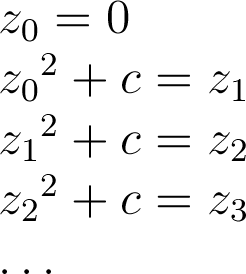 z₀ = 0
z₀² + c = z₁
z₁² + c = z₂
z₂² + c = z₃
...